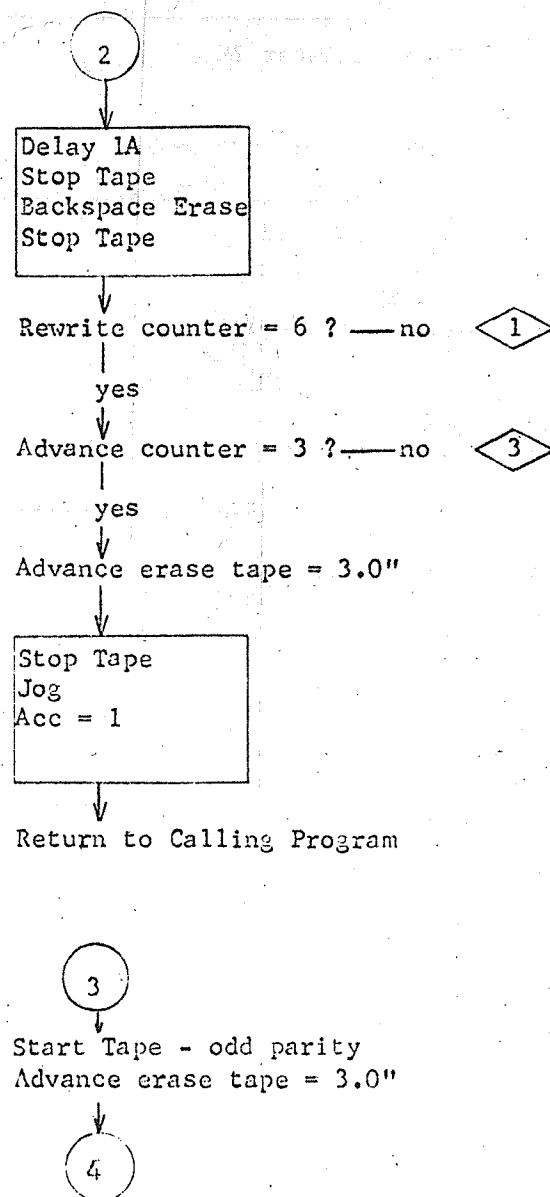 2
Delay 1A
Stop Tape
Backspace Erase
Stop Tape
Rewrite counter = 6 ? — no 1
yes
Advance counter = 3 ? — no 3
yes
Advance erase tape = 3.0"
Stop Tape
Jog
Acc = 1
Return to Calling Program
3
Start Tape - odd parity
Advance erase tape = 3.0"
4